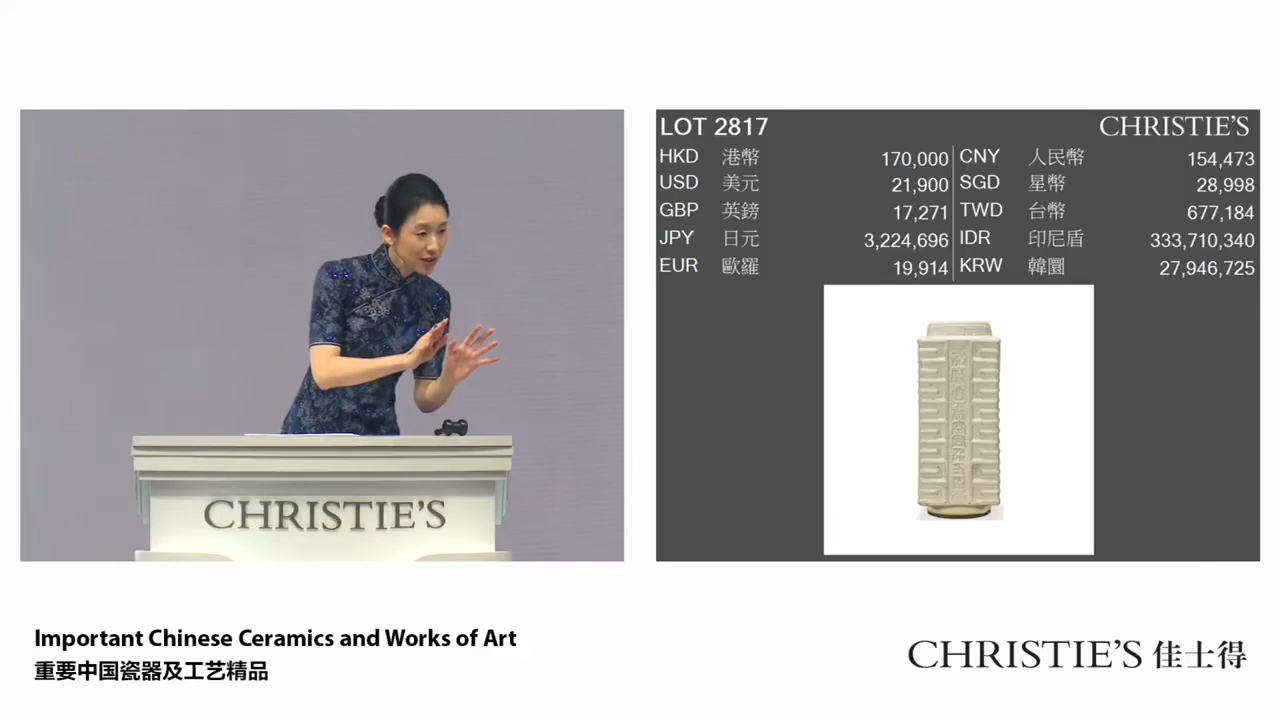 CHRISTIE'S
LOT 2817
CHRISTIE'S
HKD 港幣 170,000 CNY 人民幣 154,473
USD 美元 21,900 SGD 星幣 28,998
GBP 英鎊 17,271 TWD 台幣 677,184
JPY 日元 3,224,696 IDR 印尼盾 333,710,340
EUR 歐羅 19,914 KRW 韓圜 27,946,725
Important Chinese Ceramics and Works of Art
重要中国瓷器及工艺精品
CHRISTIE'S 佳士得